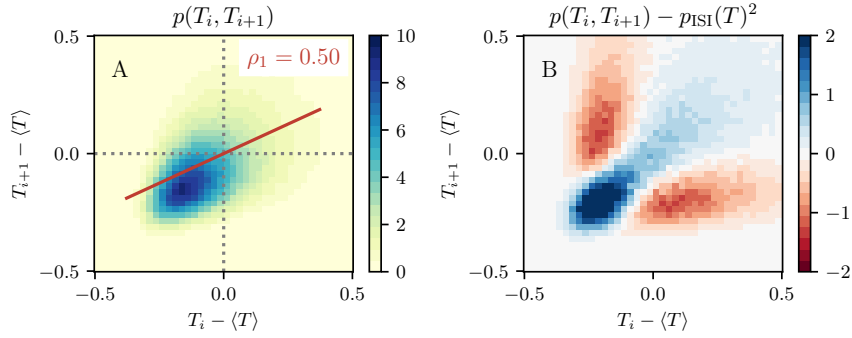 p(T_i, T_{i+1})
A
ρ_1 = 0.50
0.5
0.0
−0.5
−0.5
0.0
0.5
T_{i+1} − ⟨T⟩
T_i − ⟨T⟩
10
8
6
4
2
0
p(T_i, T_{i+1}) − p_{ISI}(T)^2
B
0.5
0.0
−0.5
−0.5
0.0
0.5
T_{i+1} − ⟨T⟩
T_i − ⟨T⟩
2
1
0
−1
−2